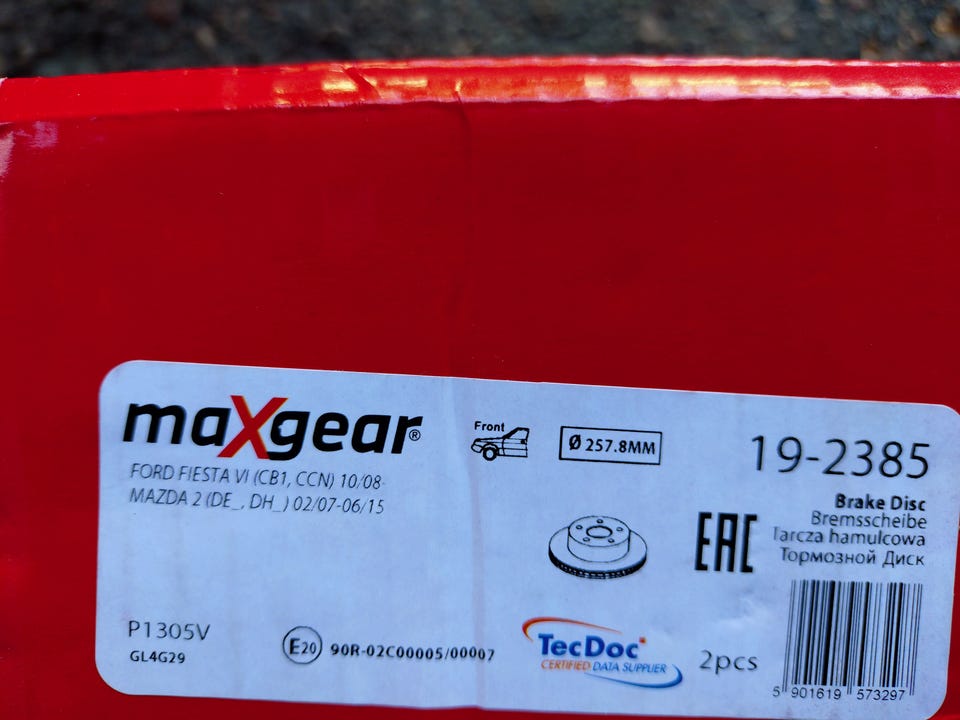 maXgear®
FORD FIESTA VI (CB1, CCN) 10/08-
MAZDA 2 (DE_, DH_) 02/07-06/15
Front
Ø 257.8MM
19-2385
Brake Disc
Bremsscheibe
Tarcza hamulcowa
Тормозной Диск
EAC
P1305V
GL4G29
E20 90R-02C00005/00007
TecDoc
CERTIFIED DATA SUPPLIER
2pcs
5 901619 573297